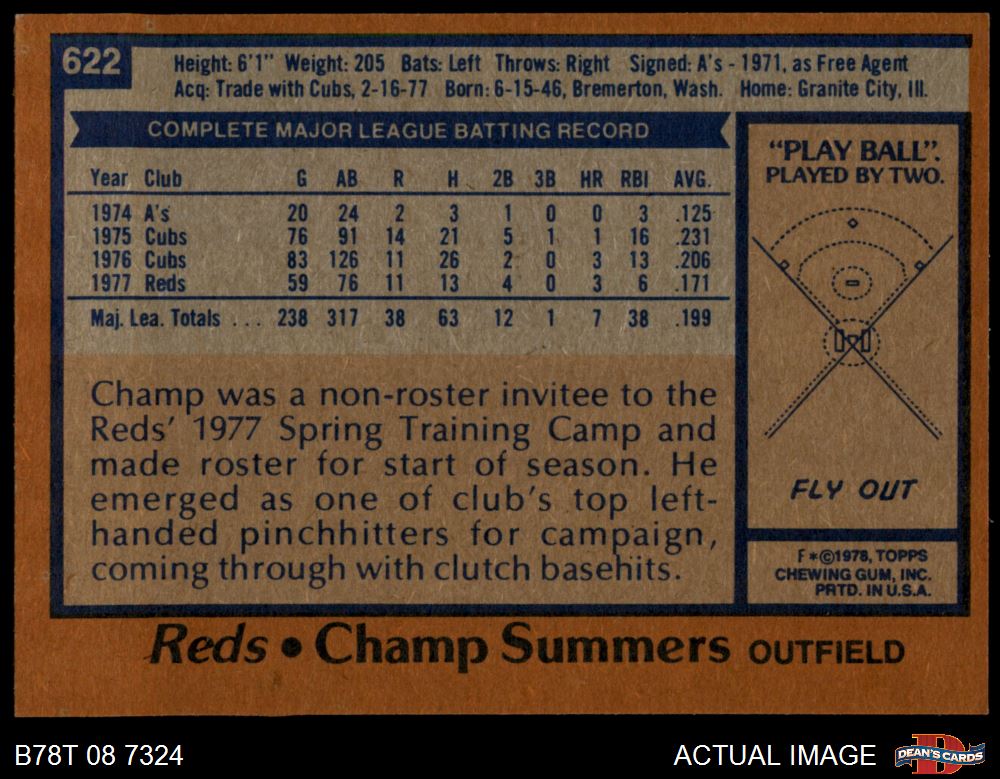 622
Height: 6'1" Weight: 205 Bats: Left Throws: Right Signed: A's - 1971, as Free Agent
Acq: Trade with Cubs, 2-16-77 Born: 6-15-46, Bremerton, Wash. Home: Granite City, Ill.
COMPLETE MAJOR LEAGUE BATTING RECORD
Year Club G AB R H 2B 3B HR RBI AVG.
1974 A's 20 24 2 3 1 0 0 3 .125
1975 Cubs 76 91 14 21 5 1 1 16 .231
1976 Cubs 83 126 11 26 2 0 3 13 .206
1977 Reds 59 76 11 13 4 0 3 6 .171
Maj. Lea. Totals . . . 238 317 38 63 12 1 7 38 .199
Champ was a non-roster invitee to the
Reds' 1977 Spring Training Camp and
made roster for start of season. He
emerged as one of club's top left-
handed pinchhitters for campaign,
coming through with clutch basehits.
"PLAY BALL".
PLAYED BY TWO.
FLY OUT
F*©1978, TOPPS
CHEWING GUM, INC.
PRTD. IN U.S.A.
Reds • Champ Summers OUTFIELD
B78T 08 7324
ACTUAL IMAGE
DEAN'S CARDS